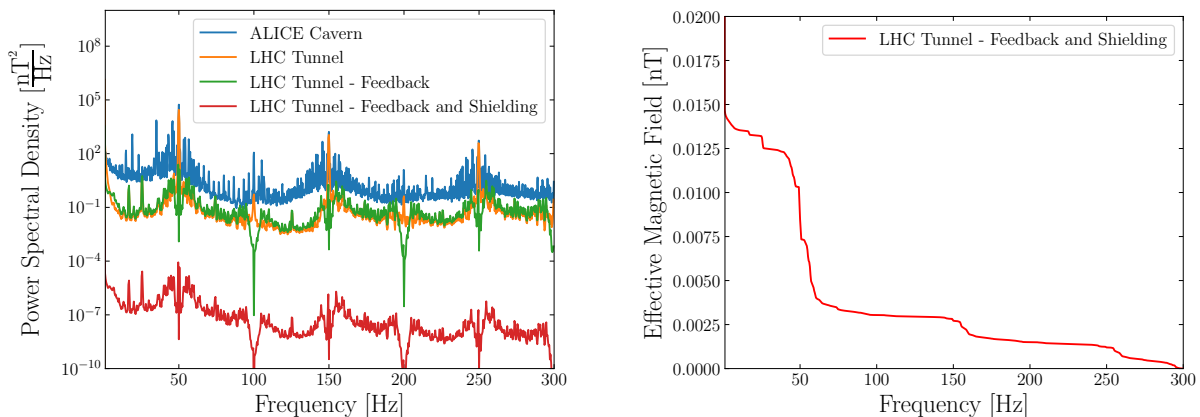 10⁸
10⁵
10²
10⁻¹
10⁻⁴
10⁻⁷
10⁻¹⁰
Power Spectral Density [nT²/Hz]
ALICE Cavern
LHC Tunnel
LHC Tunnel - Feedback
LHC Tunnel - Feedback and Shielding
50 100 150 200 250 300
Frequency [Hz]
0.0200
0.0175
0.0150
0.0125
0.0100
0.0075
0.0050
0.0025
0.0000
Effective Magnetic Field [nT]
LHC Tunnel - Feedback and Shielding
50 100 150 200 250 300
Frequency [Hz]